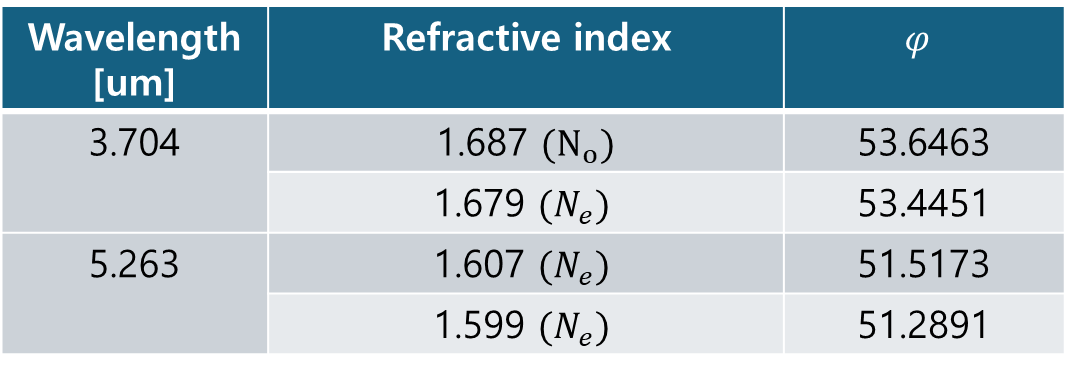 Wavelength [um] Refractive index φ
3.704 1.687 (Nₒ) 53.6463
1.679 (Nₑ) 53.4451
5.263 1.607 (Nₑ) 51.5173
1.599 (Nₑ) 51.2891